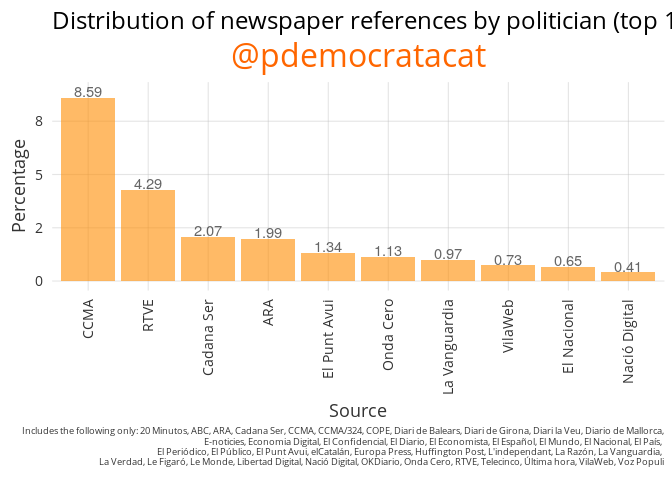 Distribution of newspaper references by politician (top 1
@pdemocratacat
Percentage
8
5
2
0
8.59
4.29
2.07
1.99
1.34
1.13
0.97
0.73
0.65
0.41
CCMA
RTVE
Cadana Ser
ARA
El Punt Avui
Onda Cero
La Vanguardia
VilaWeb
El Nacional
Nació Digital
Source
Includes the following only: 20 Minutos, ABC, ARA, Cadana Ser, CCMA, CCMA/324, COPE, Diari de Balears, Diari de Girona, Diari la Veu, Diario de Mallorca,
E-noticies, Economia Digital, El Confidencial, El Diario, El Economista, El Español, El Mundo, El Nacional, El País,
El Periódico, El Público, El Punt Avui, elCatalán, Europa Press, Huffington Post, L'independant, La Razón, La Vanguardia,
La Verdad, Le Figaró, Le Monde, Libertad Digital, Nació Digital, OKDiario, Onda Cero, RTVE, Telecinco, Última hora, VilaWeb, Voz Populi